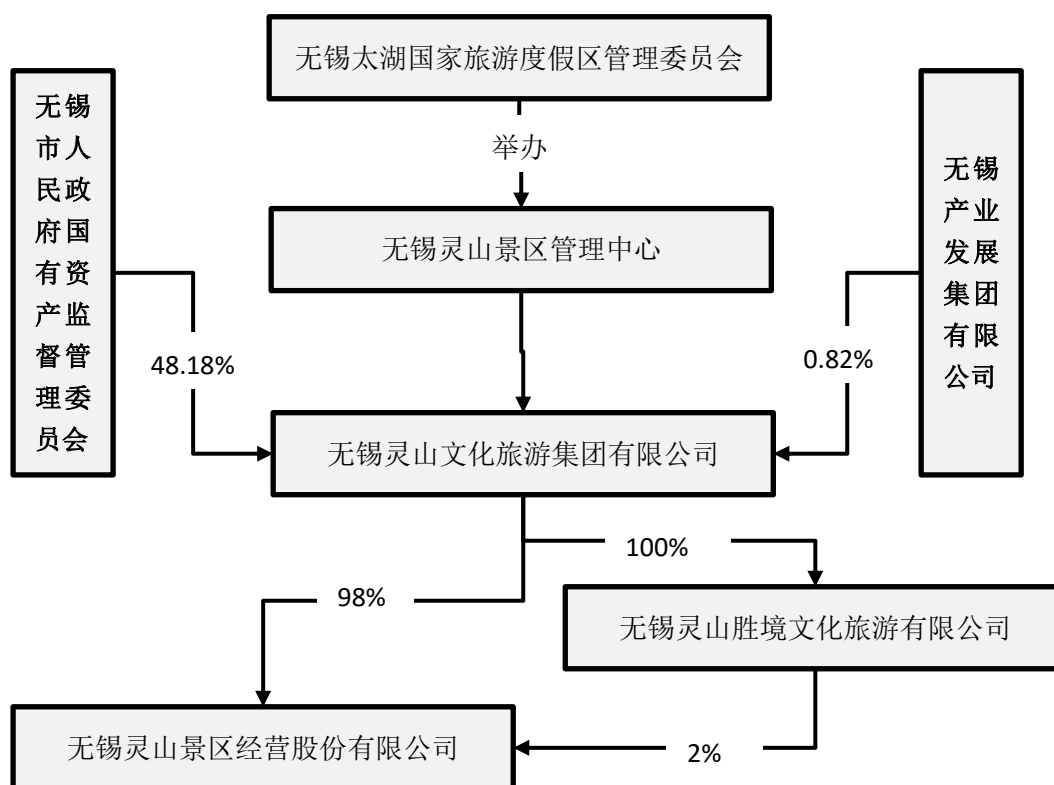 无锡太湖国家旅游度假区管理委员会
无锡
市人
民政
府国
有资
产监
督管
理委
员会
举办
无锡
产业
发展
集团
有限
公司
无锡灵山景区管理中心
48.18%
0.82%
无锡灵山文化旅游集团有限公司
100%
98%
无锡灵山胜境文化旅游有限公司
无锡灵山景区经营股份有限公司
2%